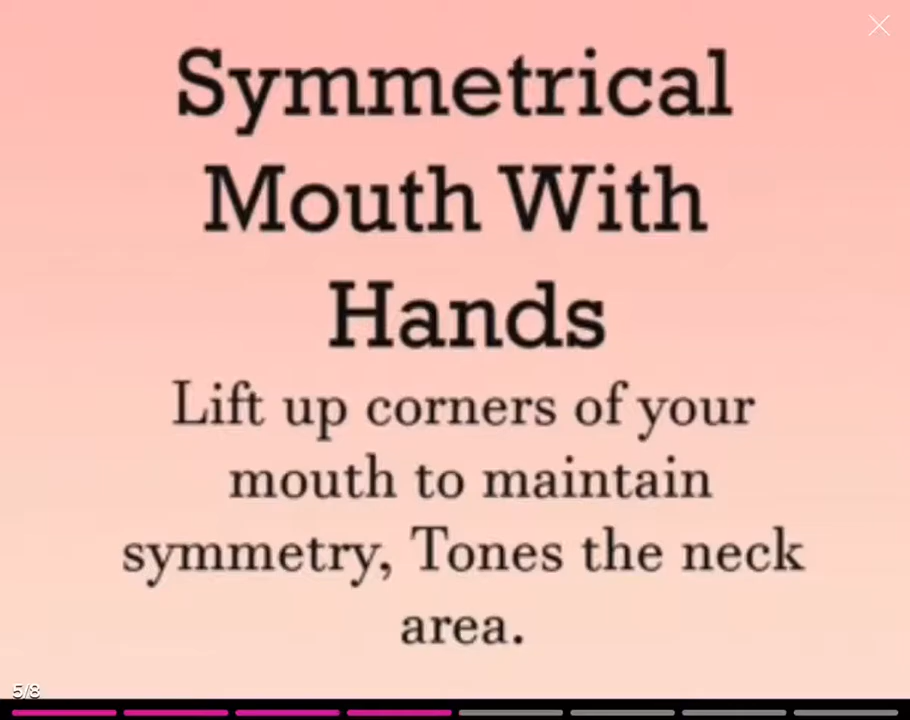 Symmetrical
Mouth With
Hands
Lift up corners of your
mouth to maintain
symmetry, Tones the neck
area.
5/8